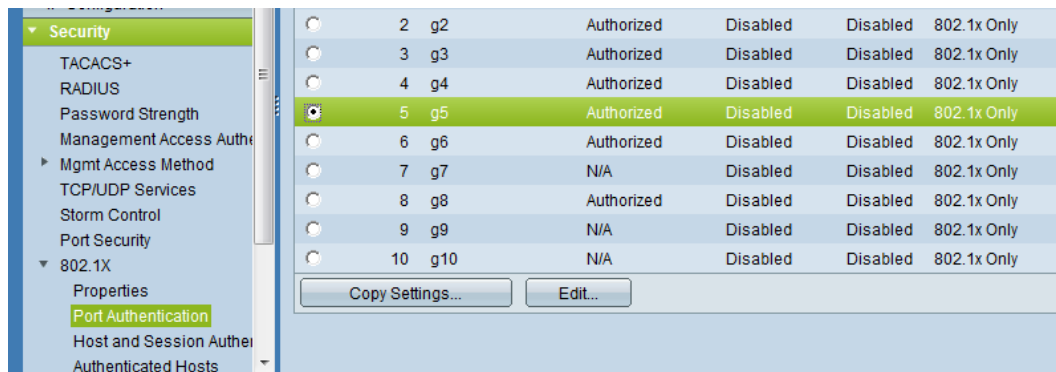 Security
TACACS+
RADIUS
Password Strength
Management Access Authe
Mgmt Access Method
TCP/UDP Services
Storm Control
Port Security
802.1X
Properties
Port Authentication
Host and Session Auther
Authenticated Hosts
2 g2 Authorized Disabled Disabled 802.1x Only
3 g3 Authorized Disabled Disabled 802.1x Only
4 g4 Authorized Disabled Disabled 802.1x Only
5 g5 Authorized Disabled Disabled 802.1x Only
6 g6 Authorized Disabled Disabled 802.1x Only
7 g7 N/A Disabled Disabled 802.1x Only
8 g8 Authorized Disabled Disabled 802.1x Only
9 g9 N/A Disabled Disabled 802.1x Only
10 g10 N/A Disabled Disabled 802.1x Only
Copy Settings... Edit...